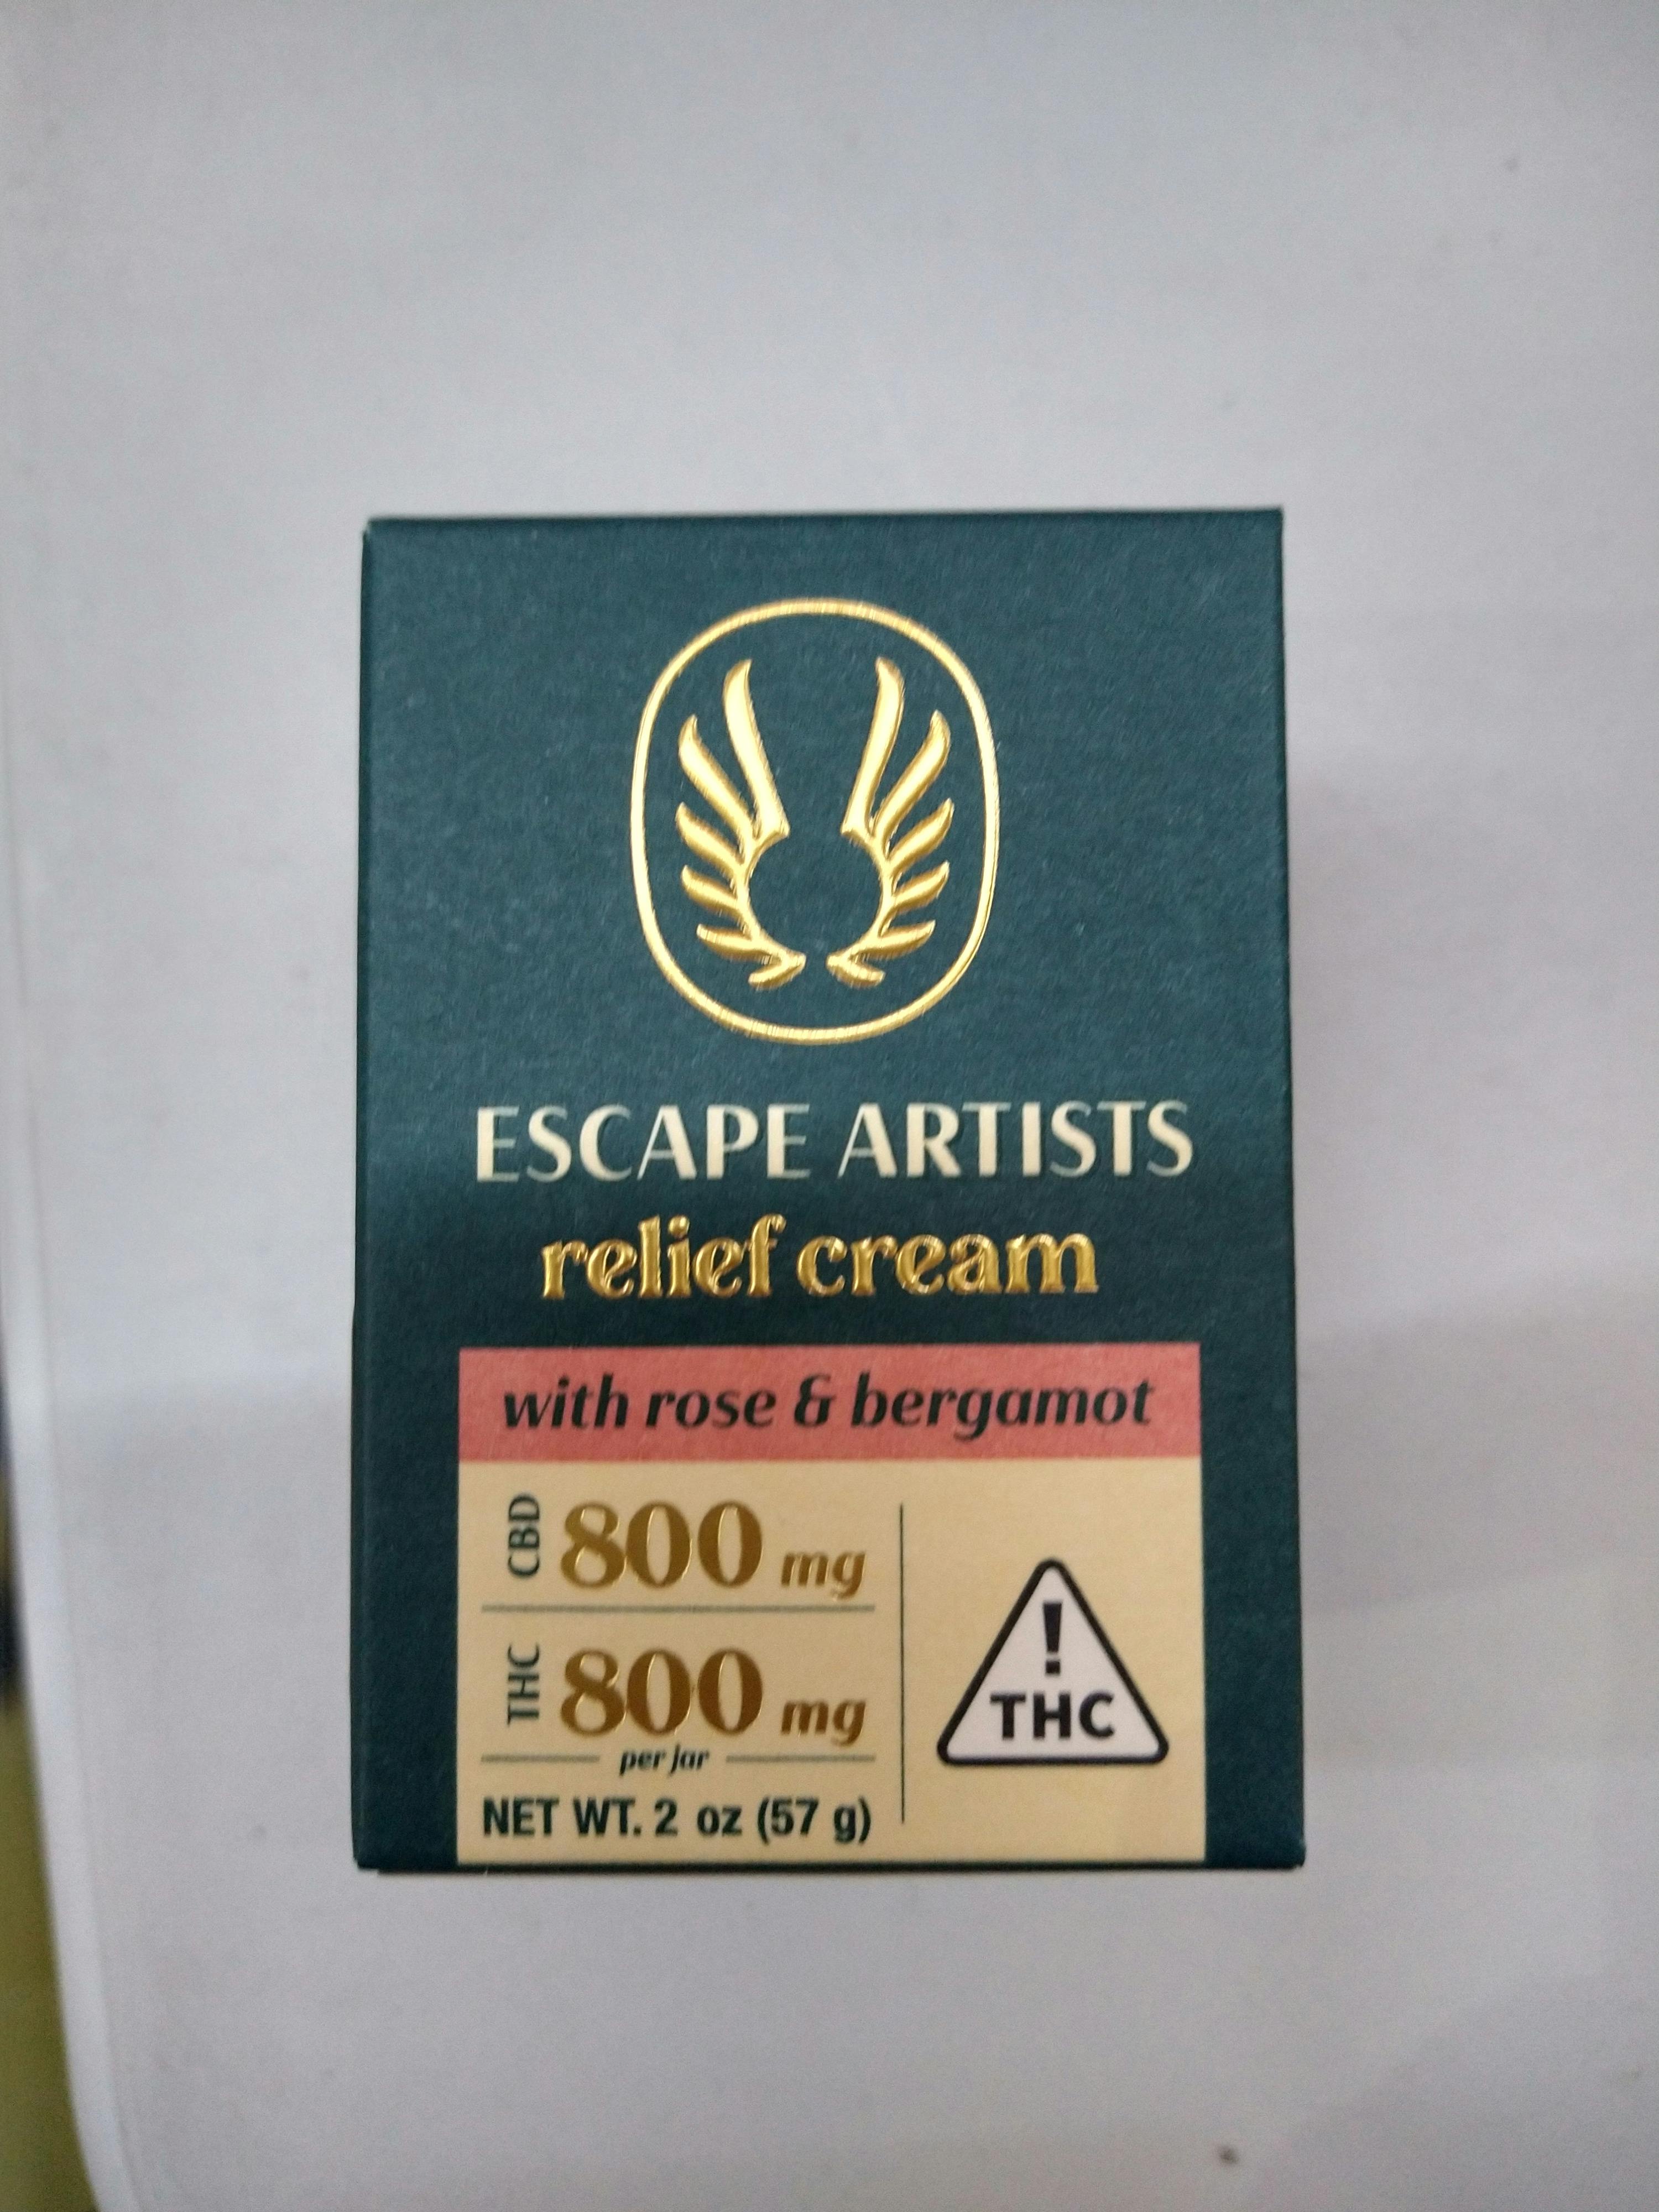 ESCAPE ARTISTS
relief cream
with rose & bergamot
CBD 800 mg
THC 800 mg
per jar
NET WT. 2 oz (57 g)
!
THC